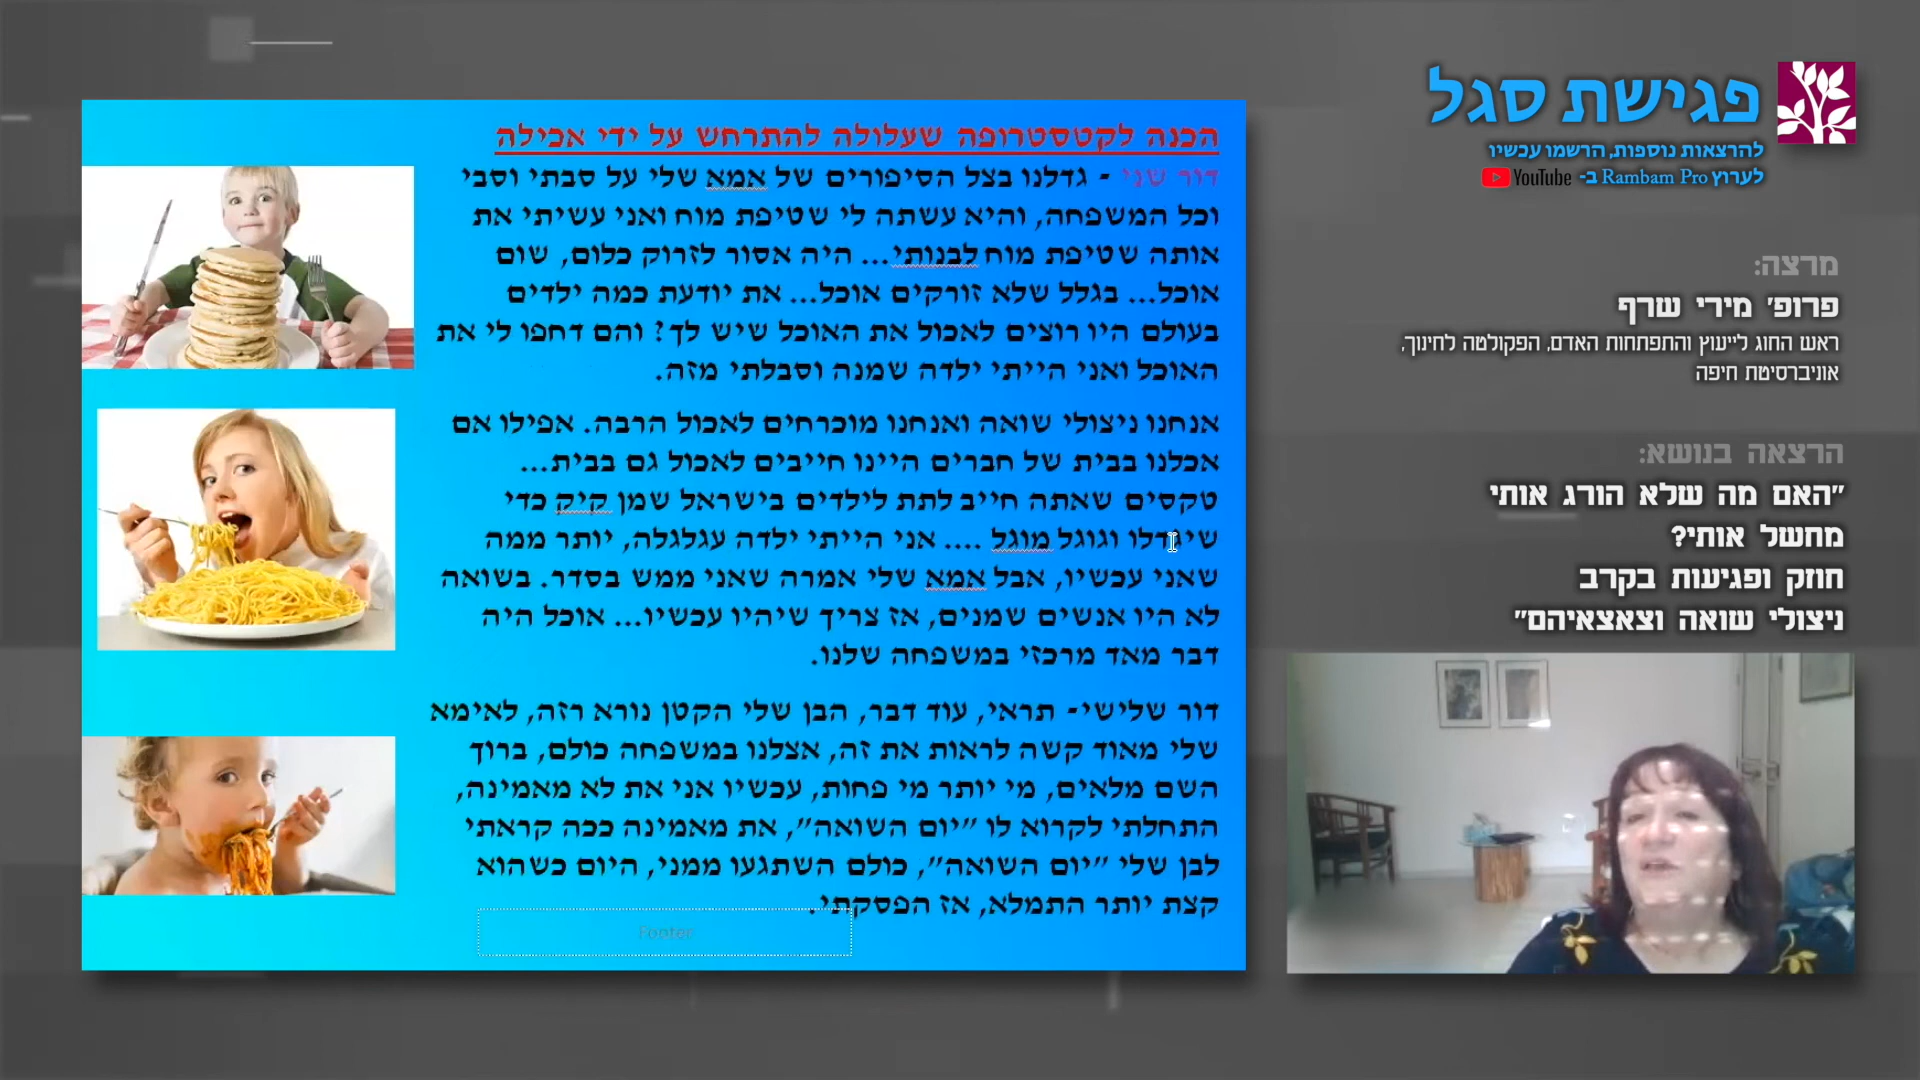 הכנה לקטסטרופה שעלולה להתרחש על ידי אכילה
דור שני - גדלנו בצל הסיפורים של אמא שלי על סבתי וסבי
וכל המשפחה, והיא עשתה לי שטיפת מוח ואני עשיתי את
אותה שטיפת מוח לבנותי... היה אסור לזרוק כלום, שום
אוכל... בגלל שלא זורקים אוכל... את יודעת כמה ילדים
בעולם היו רוצים לאכול את האוכל שיש לך? והם דחפו לי את
האוכל ואני הייתי ילדה שמנה וסבלתי מזה.
אנחנו ניצולי שואה ואנחנו מוכרחים לאכול הרבה. אפילו אם
אכלנו בבית של חברים היינו חייבים לאכול גם בבית...
טקסים שאתה חייב לתת לילדים בישראל שמן קיק כדי
שיגדלו וגוגל מוגל .... אני הייתי ילדה עגלגלה, יותר ממה
שאני עכשיו, אבל אמא שלי אמרה שאני ממש בסדר. בשואה
לא היו אנשים שמנים, אז צריך שיהיו עכשיו... אוכל היה
דבר מאד מרכזי במשפחה שלנו.
דור שלישי- תראי, עוד דבר, הבן שלי הקטן נורא רזה, לאימא
שלי מאוד קשה לראות את זה, אצלנו במשפחה כולם, ברוך
השם מלאים, מי יותר מי פחות, עכשיו אני את לא מאמינה,
התחלתי לקרוא לו "יום השואה", את מאמינה ככה קראתי
לבן שלי "יום השואה", כולם השתגעו ממני, היום כשהוא
קצת יותר התמלא, אז הפסקתי.
Footer
פגישת סגל
להרצאות נוספות, הרשמו עכשיו
לערוץ Rambam Pro ב- YouTube
מרצה:
פרופ' מירי שרף
ראש החוג לייעוץ והתפתחות האדם, הפקולטה לחינוך,
אוניברסיטת חיפה
הרצאה בנושא:
"האם מה שלא הורג אותי
מחשל אותי?
חוזק ופגיעות בקרב
ניצולי שואה וצאצאיהם"